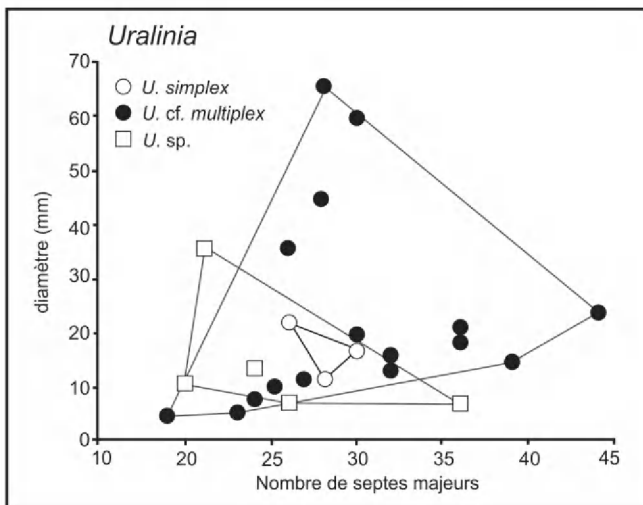 Uralinia
U. simplex
U. cf. multiplex
U. sp.
diamètre (mm)
70
60
50
40
30
20
10
0
10 20 25 30 35 40 45
Nombre de septes majeurs